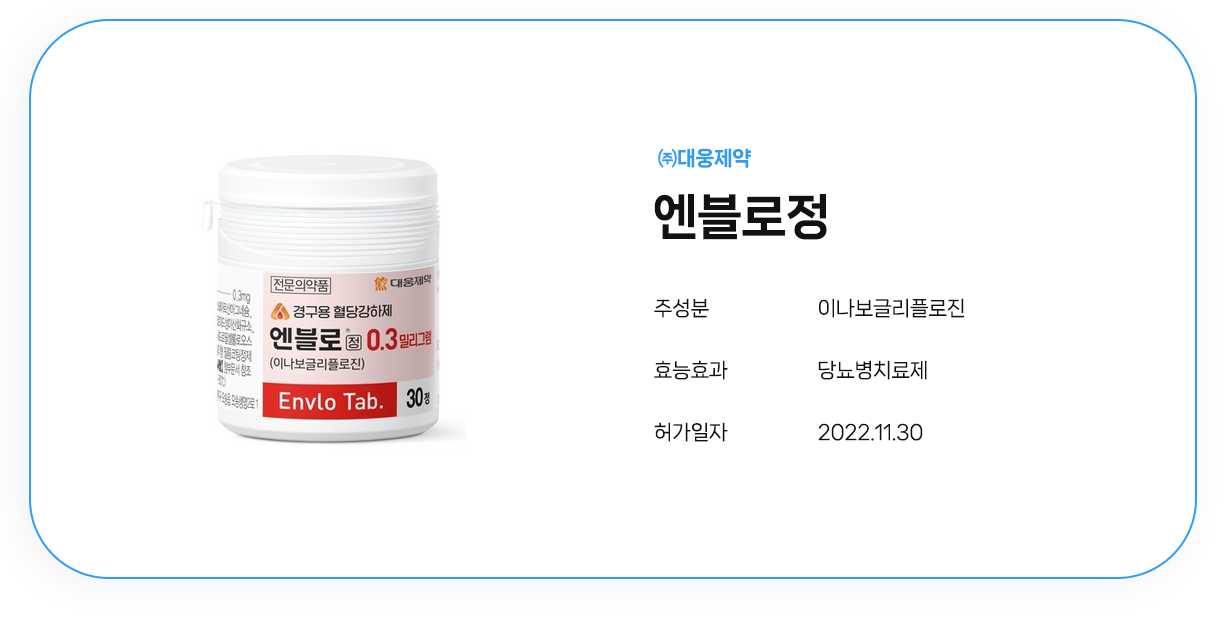 ㈜대웅제약
엔블로정
주성분 이나보글리플로진
효능효과 당뇨병치료제
허가일자 2022.11.30
전문의약품 대웅제약
경구용 혈당강하제
엔블로정 0.3밀리그램
(이나보글리플로진)
Envlo Tab. 30정
0.3mg